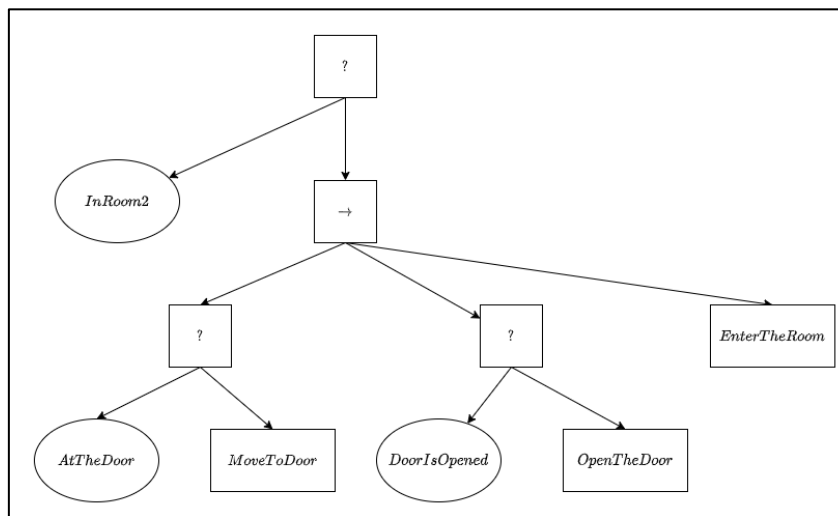 ?
InRoom2
→
?
?
EnterTheRoom
AtTheDoor
MoveToDoor
DoorIsOpened
OpenTheDoor